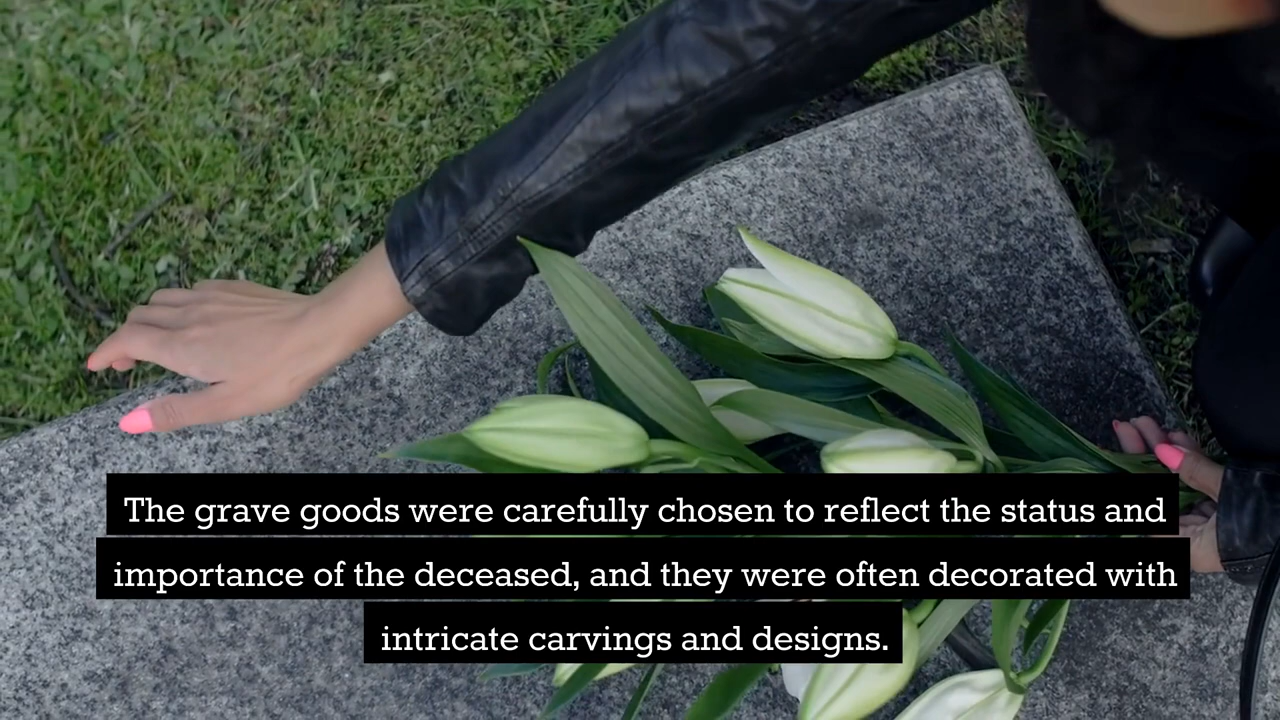 The grave goods were carefully chosen to reflect the status and
importance of the deceased, and they were often decorated with
intricate carvings and designs.